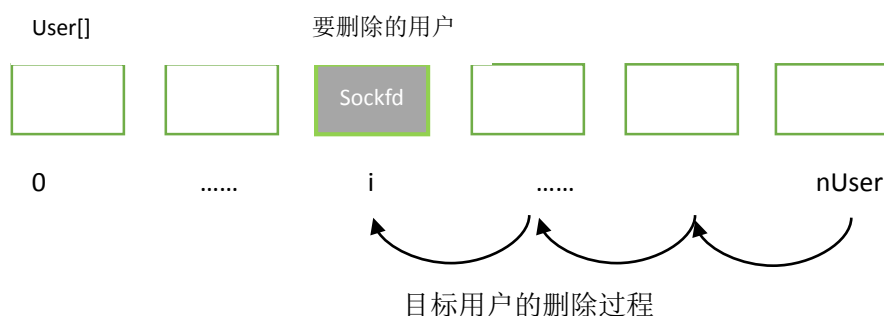 User[] 要删除的用户
Sockfd
0 …… i …… nUser
目标用户的删除过程